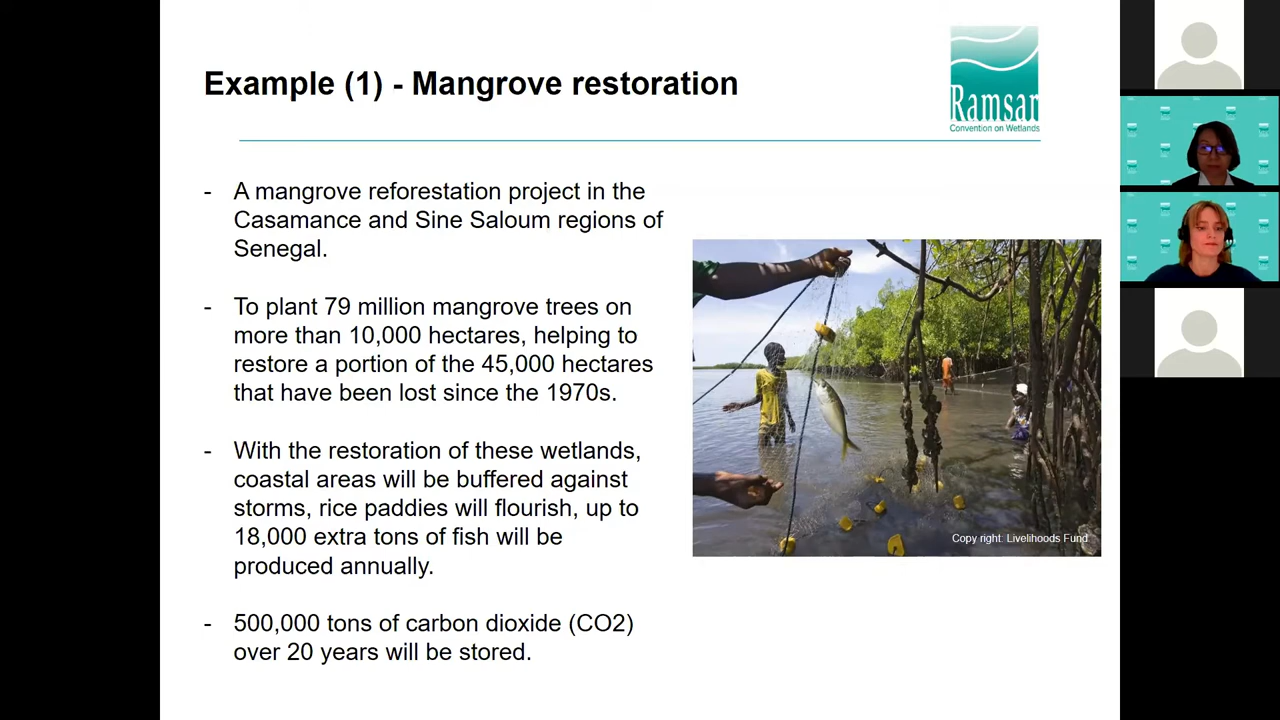 Example (1) - Mangrove restoration
Ramsar
Convention on Wetlands
- A mangrove reforestation project in the
Casamance and Sine Saloum regions of
Senegal.
- To plant 79 million mangrove trees on
more than 10,000 hectares, helping to
restore a portion of the 45,000 hectares
that have been lost since the 1970s.
- With the restoration of these wetlands,
coastal areas will be buffered against
storms, rice paddies will flourish, up to
18,000 extra tons of fish will be
produced annually.
- 500,000 tons of carbon dioxide (CO2)
over 20 years will be stored.
Copy right: Livelihoods Fund